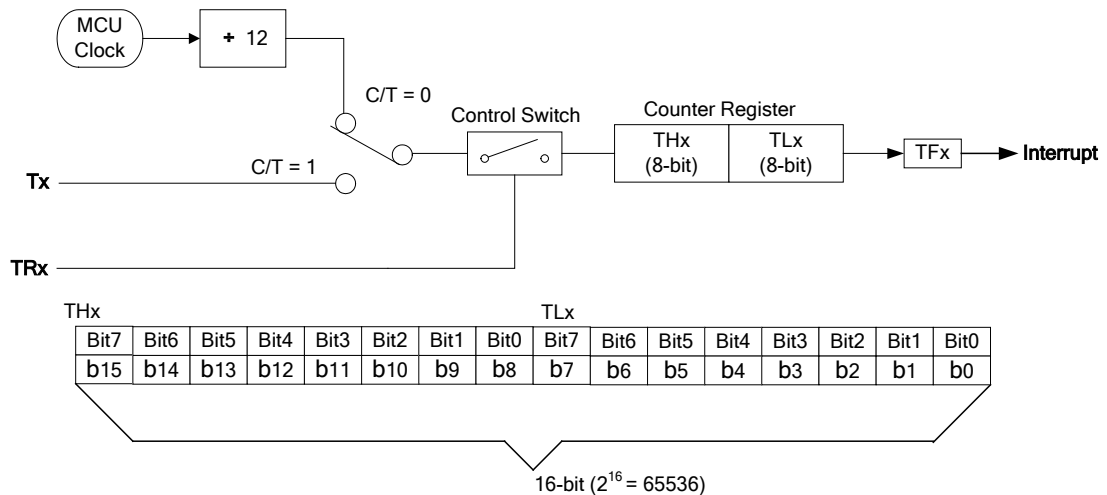 MCU
Clock
÷ 12
C/T = 0
Control Switch
Counter Register
THx
(8-bit)
TLx
(8-bit)
TFx
Interrupt
C/T = 1
Tx
TRx
THx
TLx
Bit7 Bit6 Bit5 Bit4 Bit3 Bit2 Bit1 Bit0 Bit7 Bit6 Bit5 Bit4 Bit3 Bit2 Bit1 Bit0
b15 b14 b13 b12 b11 b10 b9 b8 b7 b6 b5 b4 b3 b2 b1 b0
16-bit (2¹⁶ = 65536)